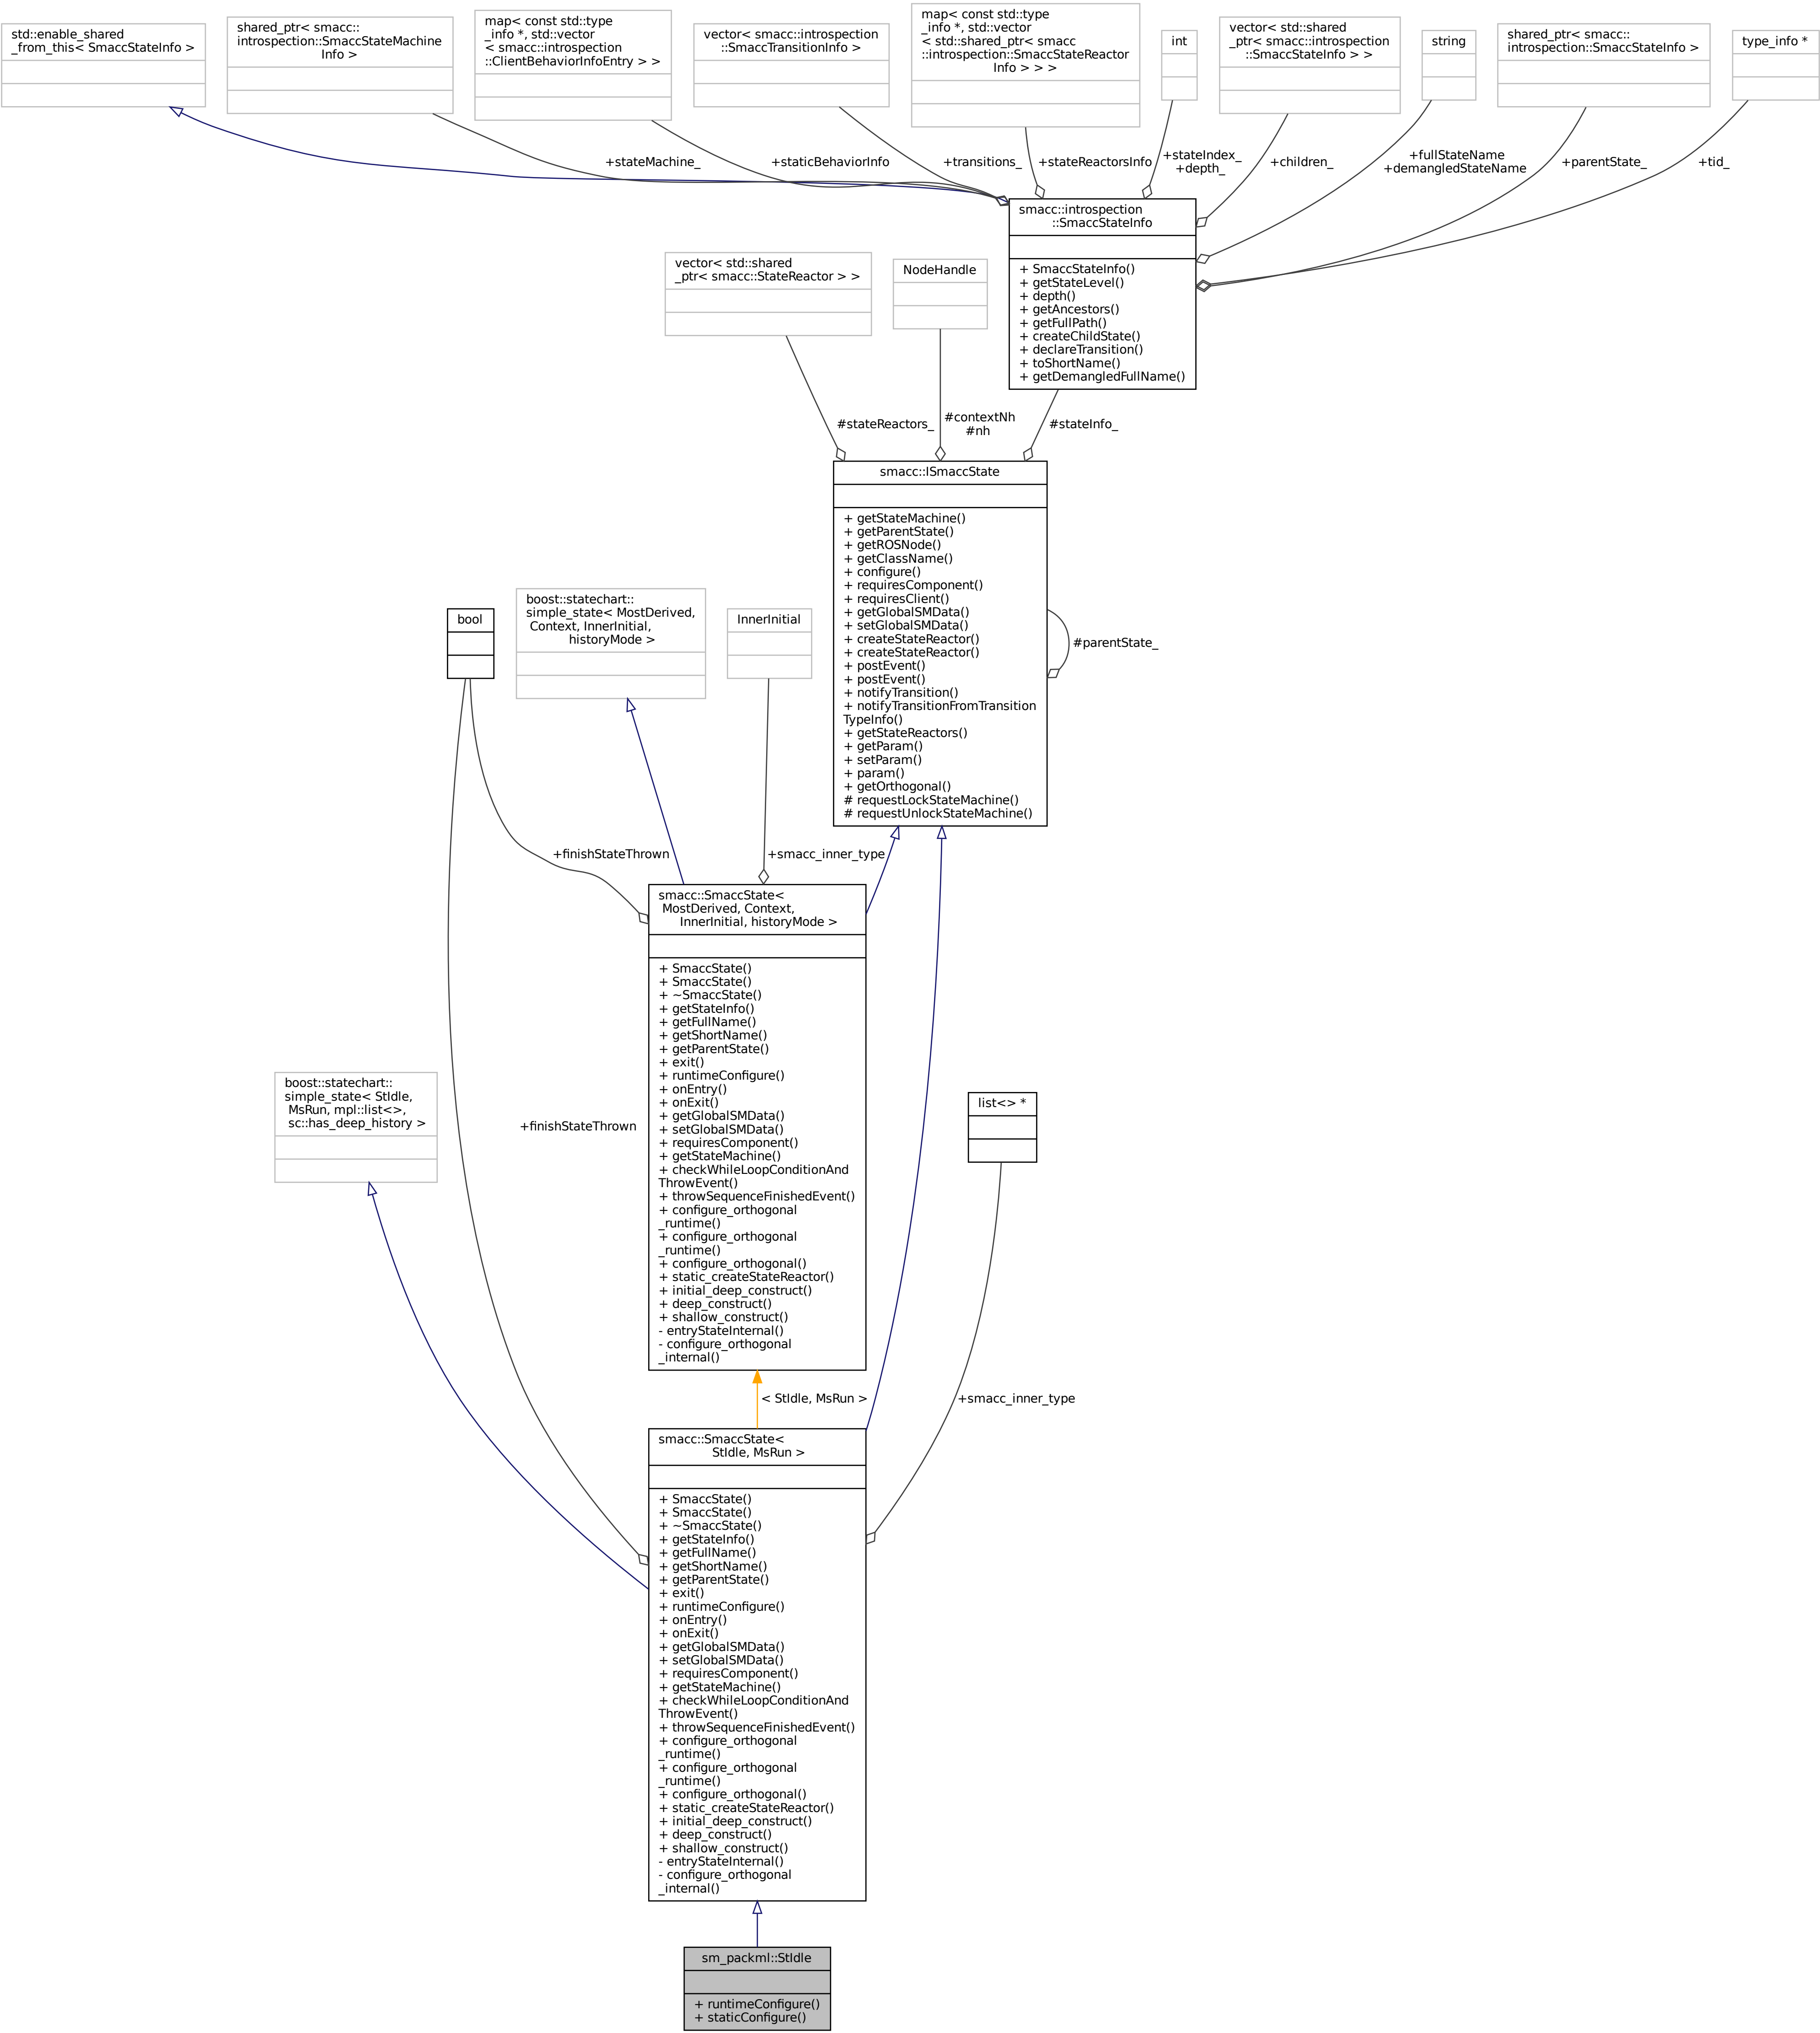 std::enable_shared
_from_this< SmaccStateInfo >
shared_ptr< smacc::
introspection::SmaccStateMachine
Info >
map< const std::type
_info *, std::vector
< smacc::introspection
::ClientBehaviorInfoEntry > >
vector< smacc::introspection
::SmaccTransitionInfo >
map< const std::type
_info *, std::vector
< std::shared_ptr< smacc
::introspection::SmaccStateReactor
Info > > >
int
vector< std::shared
_ptr< smacc::introspection
::SmaccStateInfo > >
string
shared_ptr< smacc::
introspection::SmaccStateInfo >
type_info *
+stateMachine_
+staticBehaviorInfo
+transitions_
+stateReactorsInfo
+stateIndex_
+depth_
+children_
+fullStateName
+demangledStateName
+parentState_
+tid_
smacc::introspection
::SmaccStateInfo
+ SmaccStateInfo()
+ getStateLevel()
+ depth()
+ getAncestors()
+ getFullPath()
+ createChildState()
+ declareTransition()
+ toShortName()
+ getDemangledFullName()
vector< std::shared
_ptr< smacc::StateReactor > >
NodeHandle
#stateReactors_
#contextNh
#nh
#stateInfo_
smacc::ISmaccState
+ getStateMachine()
+ getParentState()
+ getROSNode()
+ getClassName()
+ configure()
+ requiresComponent()
+ requiresClient()
+ getGlobalSMData()
+ setGlobalSMData()
+ createStateReactor()
+ createStateReactor()
+ postEvent()
+ postEvent()
+ notifyTransition()
+ notifyTransitionFromTransition
TypeInfo()
+ getStateReactors()
+ getParam()
+ setParam()
+ param()
+ getOrthogonal()
# requestLockStateMachine()
# requestUnlockStateMachine()
#parentState_
bool
boost::statechart::
simple_state< MostDerived,
Context, InnerInitial,
historyMode >
InnerInitial
+finishStateThrown
+smacc_inner_type
smacc::SmaccState<
MostDerived, Context,
InnerInitial, historyMode >
+ SmaccState()
+ SmaccState()
+ ~SmaccState()
+ getStateInfo()
+ getFullName()
+ getShortName()
+ getParentState()
+ exit()
+ runtimeConfigure()
+ onEntry()
+ onExit()
+ getGlobalSMData()
+ setGlobalSMData()
+ requiresComponent()
+ getStateMachine()
+ checkWhileLoopConditionAnd
ThrowEvent()
+ throwSequenceFinishedEvent()
+ configure_orthogonal
_runtime()
+ configure_orthogonal
_runtime()
+ configure_orthogonal()
+ static_createStateReactor()
+ initial_deep_construct()
+ deep_construct()
+ shallow_construct()
- entryStateInternal()
- configure_orthogonal
_internal()
boost::statechart::
simple_state< StIdle,
MsRun, mpl::list<>,
sc::has_deep_history >
+finishStateThrown
list<> *
< StIdle, MsRun >
+smacc_inner_type
smacc::SmaccState<
StIdle, MsRun >
+ SmaccState()
+ SmaccState()
+ ~SmaccState()
+ getStateInfo()
+ getFullName()
+ getShortName()
+ getParentState()
+ exit()
+ runtimeConfigure()
+ onEntry()
+ onExit()
+ getGlobalSMData()
+ setGlobalSMData()
+ requiresComponent()
+ getStateMachine()
+ checkWhileLoopConditionAnd
ThrowEvent()
+ throwSequenceFinishedEvent()
+ configure_orthogonal
_runtime()
+ configure_orthogonal
_runtime()
+ configure_orthogonal()
+ static_createStateReactor()
+ initial_deep_construct()
+ deep_construct()
+ shallow_construct()
- entryStateInternal()
- configure_orthogonal
_internal()
sm_packml::StIdle
+ runtimeConfigure()
+ staticConfigure()